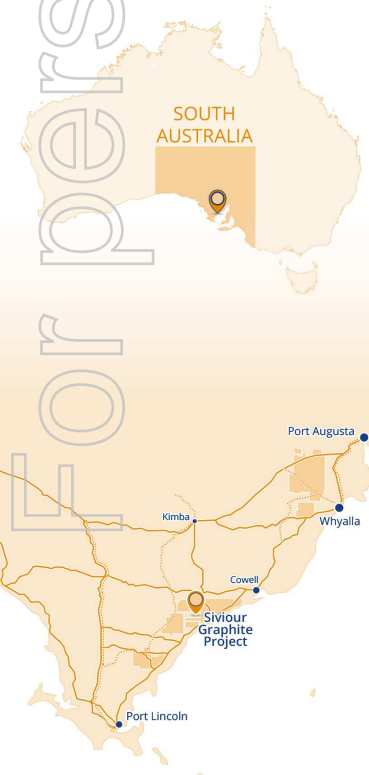 For pers
SOUTH
AUSTRALIA
Port Augusta
Whyalla
Kimba
Cowell
Siviour
Graphite
Project
Port Lincoln